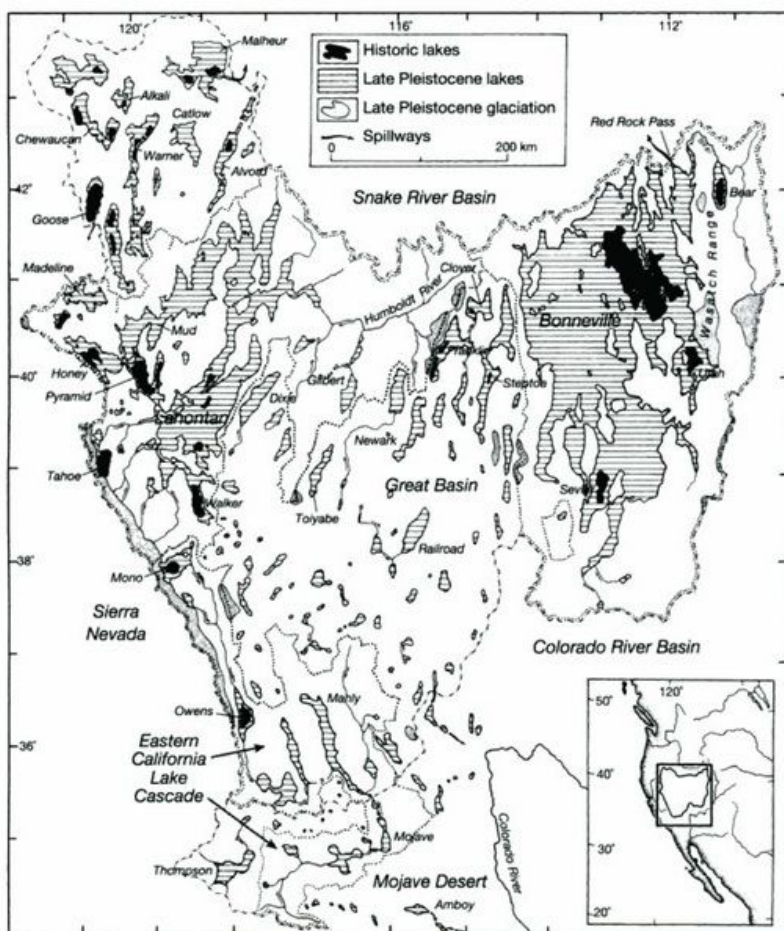 120°
116°
112°
Historic lakes
Late Pleistocene lakes
Late Pleistocene glaciation
Spillways
0
200 km
Malheur
Alkali
Catlow
Chewaucan
Warner
Alvord
Red Rock Pass
42°
Snake River Basin
Bear
Goose
Wasatch Range
Madeline
Clover
Humboldt River
Bonneville
Mud
Franklin
Honey
Utah
40°
Gilbert
Steptoe
Pyramid
Dixie
Lahontan
Newark
Tahoe
Great Basin
Sevier
Walker
Toiyabe
Railroad
38°
Mono
Sierra
Nevada
Colorado River Basin
Manly
Owens
36°
Eastern
California
Lake
Cascade
Mojave
Colorado River
Thompson
Mojave Desert
Amboy
120°
50°
40°
30°
20°